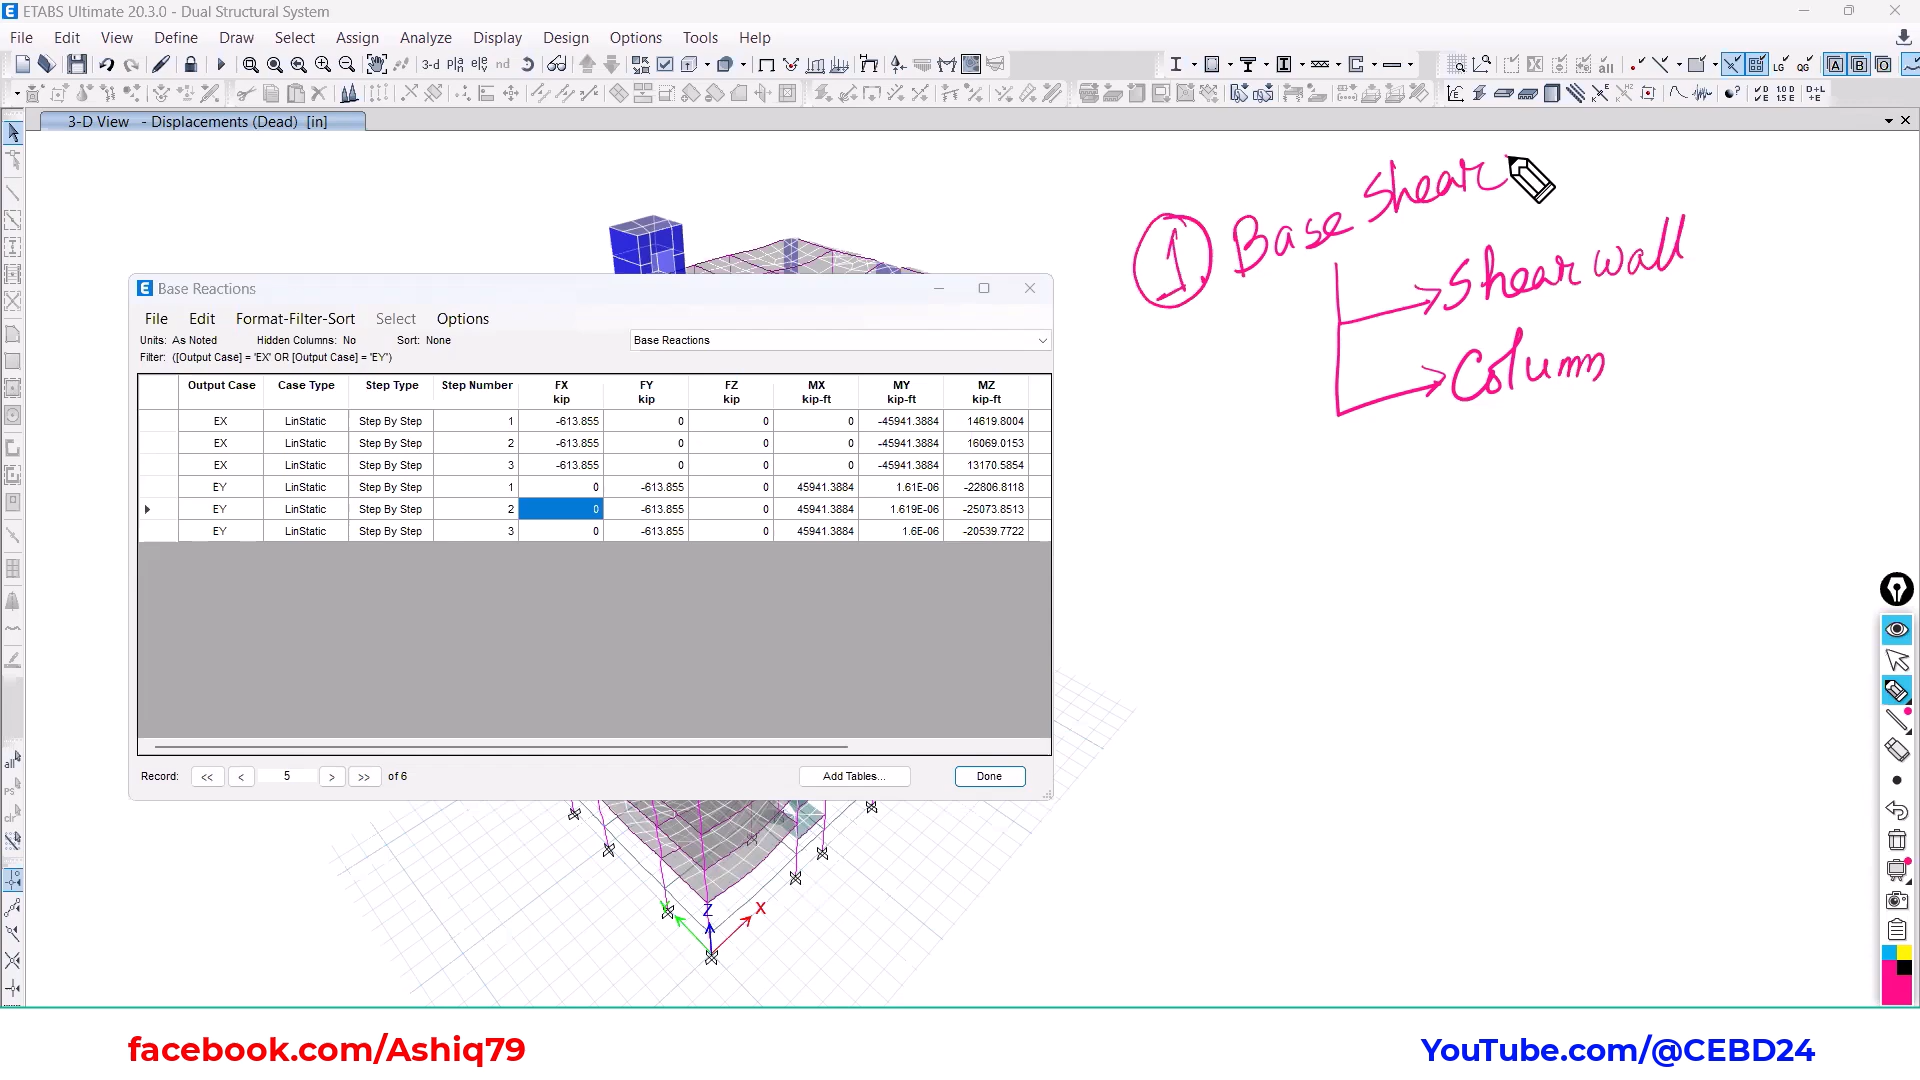 ETABS Ultimate 20.3.0 - Dual Structural System
File Edit View Define Draw Select Assign Analyze Display Design Options Tools Help
3-d Pla ele nd
LG QG A B O
3-D View - Displacements (Dead) [in]
① Base Shear
Shear wall
Column
Base Reactions
File Edit Format-Filter-Sort Select Options
Units: As Noted Hidden Columns: No Sort: None Base Reactions
Filter: ([Output Case] = 'EX' OR [Output Case] = 'EY')
Output Case Case Type Step Type Step Number FX FY FZ MX MY MZ
kip kip kip kip-ft kip-ft kip-ft
EX LinStatic Step By Step 1 -613.855 0 0 0 -45941.3884 14619.8004
EX LinStatic Step By Step 2 -613.855 0 0 0 -45941.3884 16069.0153
EX LinStatic Step By Step 3 -613.855 0 0 0 -45941.3884 13170.5854
EY LinStatic Step By Step 1 0 -613.855 0 45941.3884 1.61E-06 -22806.8118
EY LinStatic Step By Step 2 0 -613.855 0 45941.3884 1.619E-06 -25073.8513
EY LinStatic Step By Step 3 0 -613.855 0 45941.3884 1.6E-06 -20539.7722
Record: << < 5 > >> of 6 Add Tables... Done
Z X
all
facebook.com/Ashiq79
YouTube.com/@CEBD24